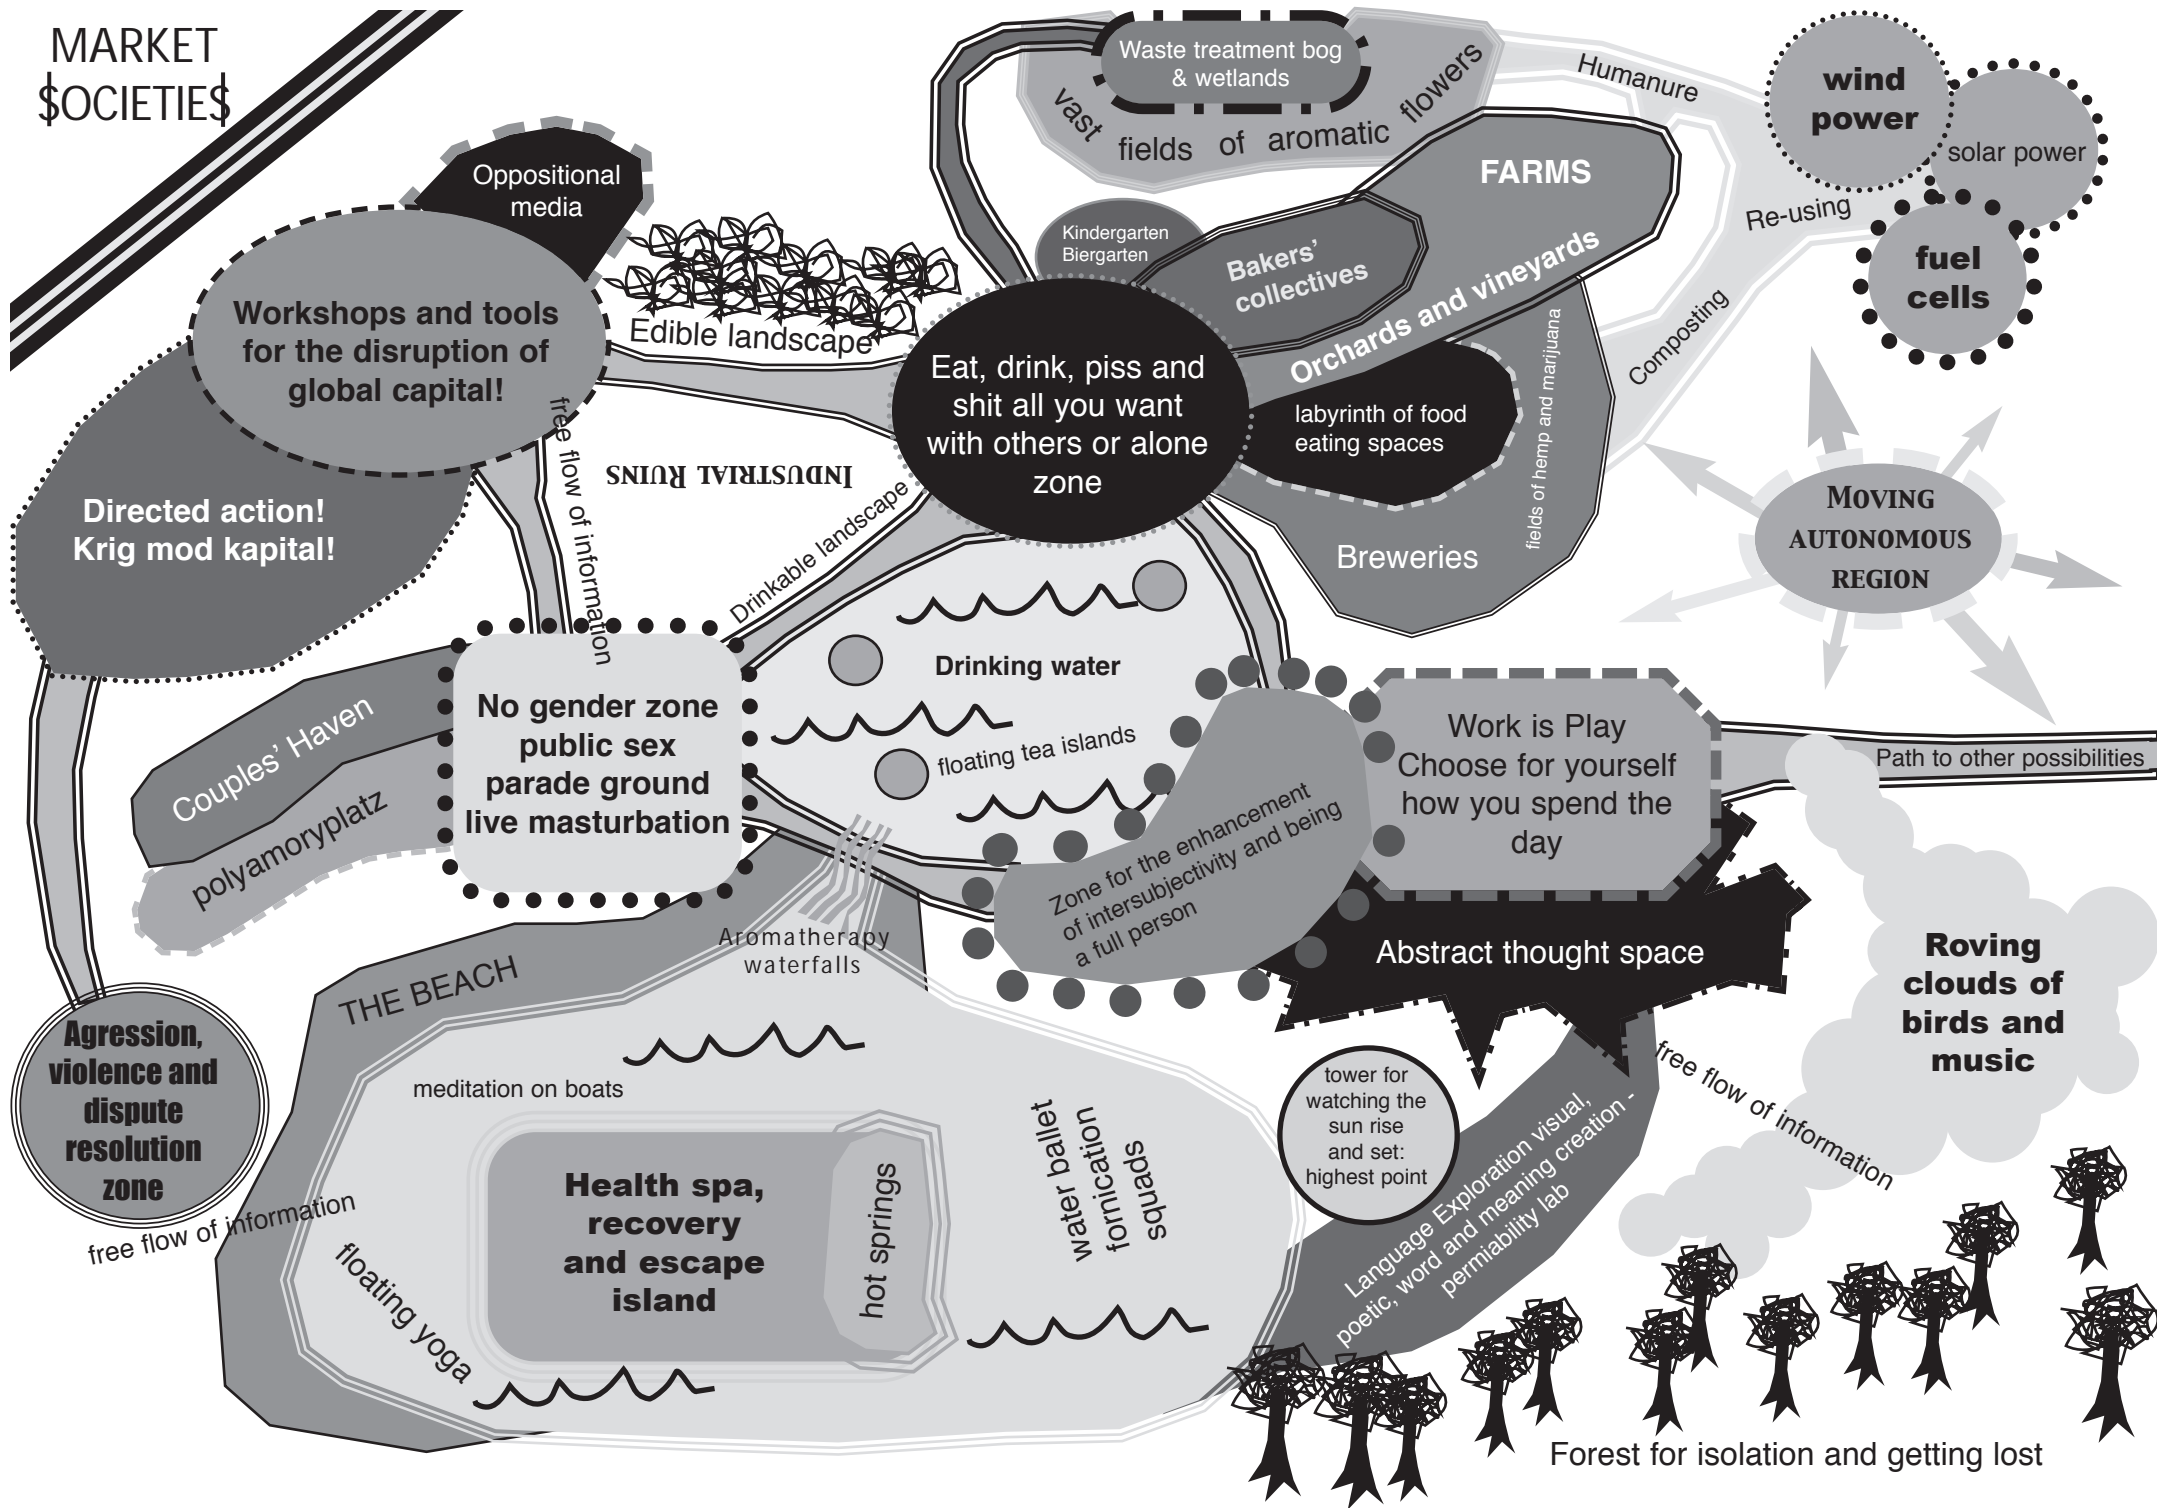 MARKET
$OCIETIE$
Oppositional
media
Workshops and tools
for the disruption of
global capital!
Directed action!
Krig mod kapital!
Edible landscape
free flow of information
INDUSTRIAL RUINS
Drinkable landscape
Waste treatment bog
& wetlands
vast fields of aromatic flowers
Humanure
Re-using
Composting
wind
power
solar power
fuel
cells
Kindergarten
Biergarten
Bakers’
collectives
FARMS
Orchards and vineyards
Eat, drink, piss and
shit all you want
with others or alone
zone
labyrinth of food
eating spaces
fields of hemp and marijuana
Breweries
MOVING
AUTONOMOUS
REGION
Couples’ Haven
polyamoryplatz
No gender zone
public sex
parade ground
live masturbation
Drinking water
floating tea islands
Zone for the enhancement
of intersubjectivity and being
a full person
Work is Play
Choose for yourself
how you spend the
day
Path to other possibilities
Abstract thought space
Roving
clouds of
birds and
music
Agression,
violence and
dispute
resolution
zone
free flow of information
THE BEACH
Aromatherapy
waterfalls
meditation on boats
Health spa,
recovery
and escape
island
hot springs
water ballet
fornication
squads
floating yoga
tower for
watching the
sun rise
and set:
highest point
Language Exploration visual,
poetic, word and meaning creation -
permiability lab
free flow of information
Forest for isolation and getting lost